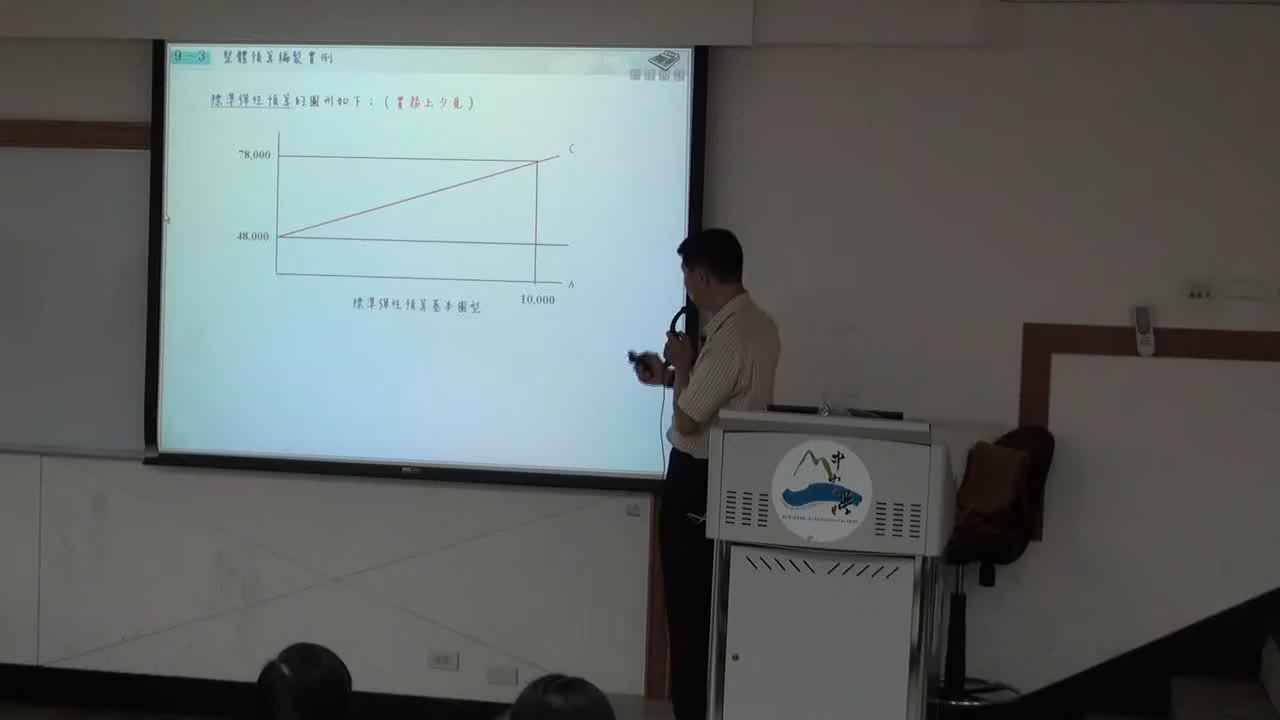 9-3 整體預算編製實例
標準彈性預算的圖形如下:(實務上少見)
78,000
C
48,000
10,000
標準彈性預算基本圖型